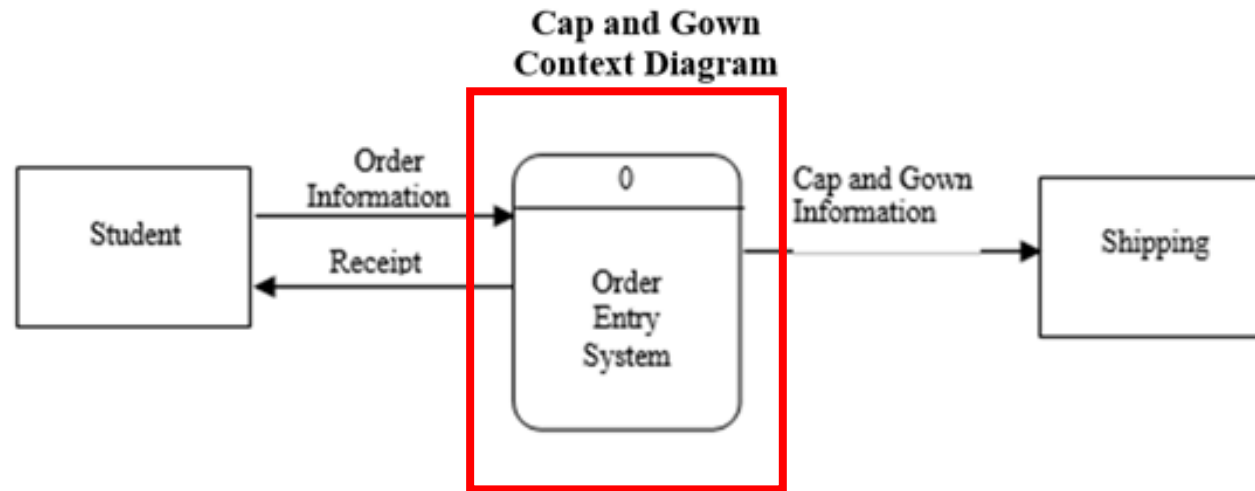 Cap and Gown
Context Diagram
Student
Order
Information
Receipt
0
Order
Entry
System
Cap and Gown
Information
Shipping